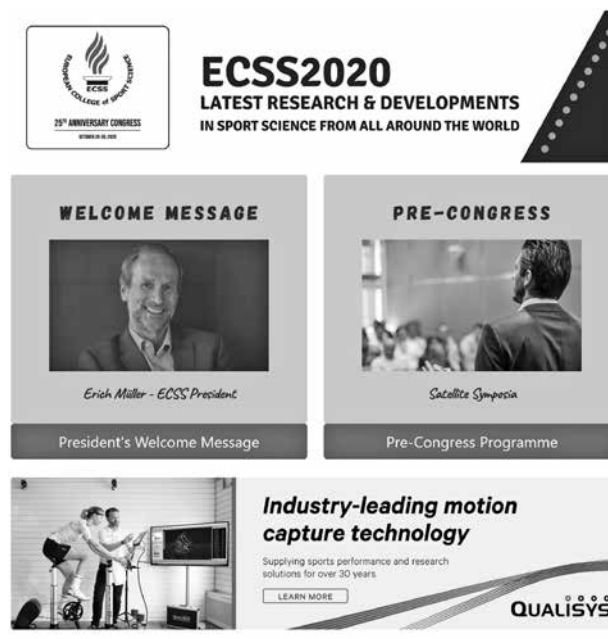 EUROPEAN COLLEGE of SPORT SCIENCE
ECSS
25TH ANNIVERSARY CONGRESS
ECSS2020
LATEST RESEARCH & DEVELOPMENTS
IN SPORT SCIENCE FROM ALL AROUND THE WORLD
WELCOME MESSAGE
Erich Müller - ECSS President
President's Welcome Message
PRE-CONGRESS
Satellite Symposia
Pre-Congress Programme
Industry-leading motion
capture technology
Supplying sports performance and research
solutions for over 30 years
LEARN MORE
QUALISYS